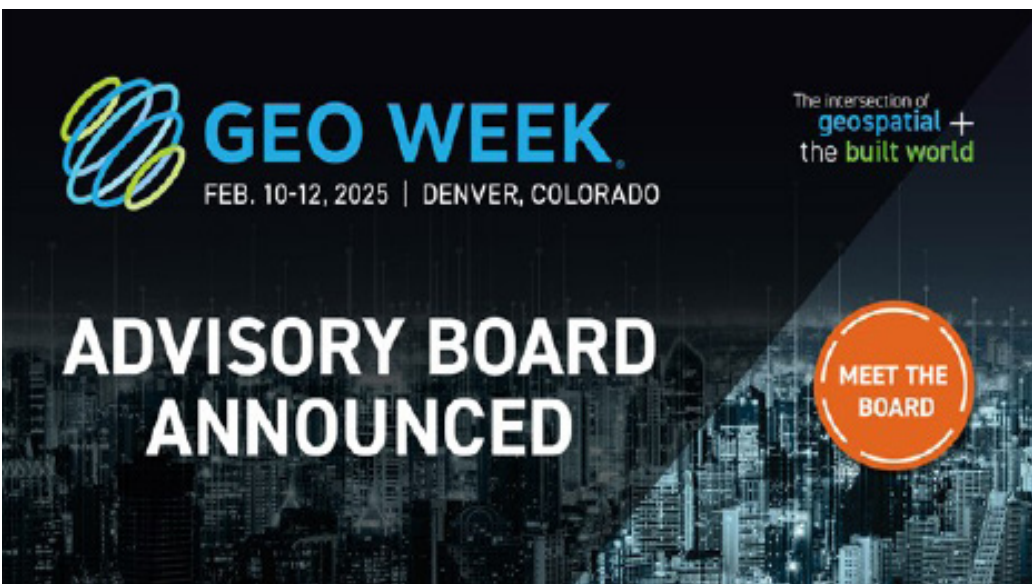 GEO WEEK®
FEB. 10-12, 2025 | DENVER, COLORADO
The intersection of
geospatial +
the built world
ADVISORY BOARD
ANNOUNCED
MEET THE
BOARD